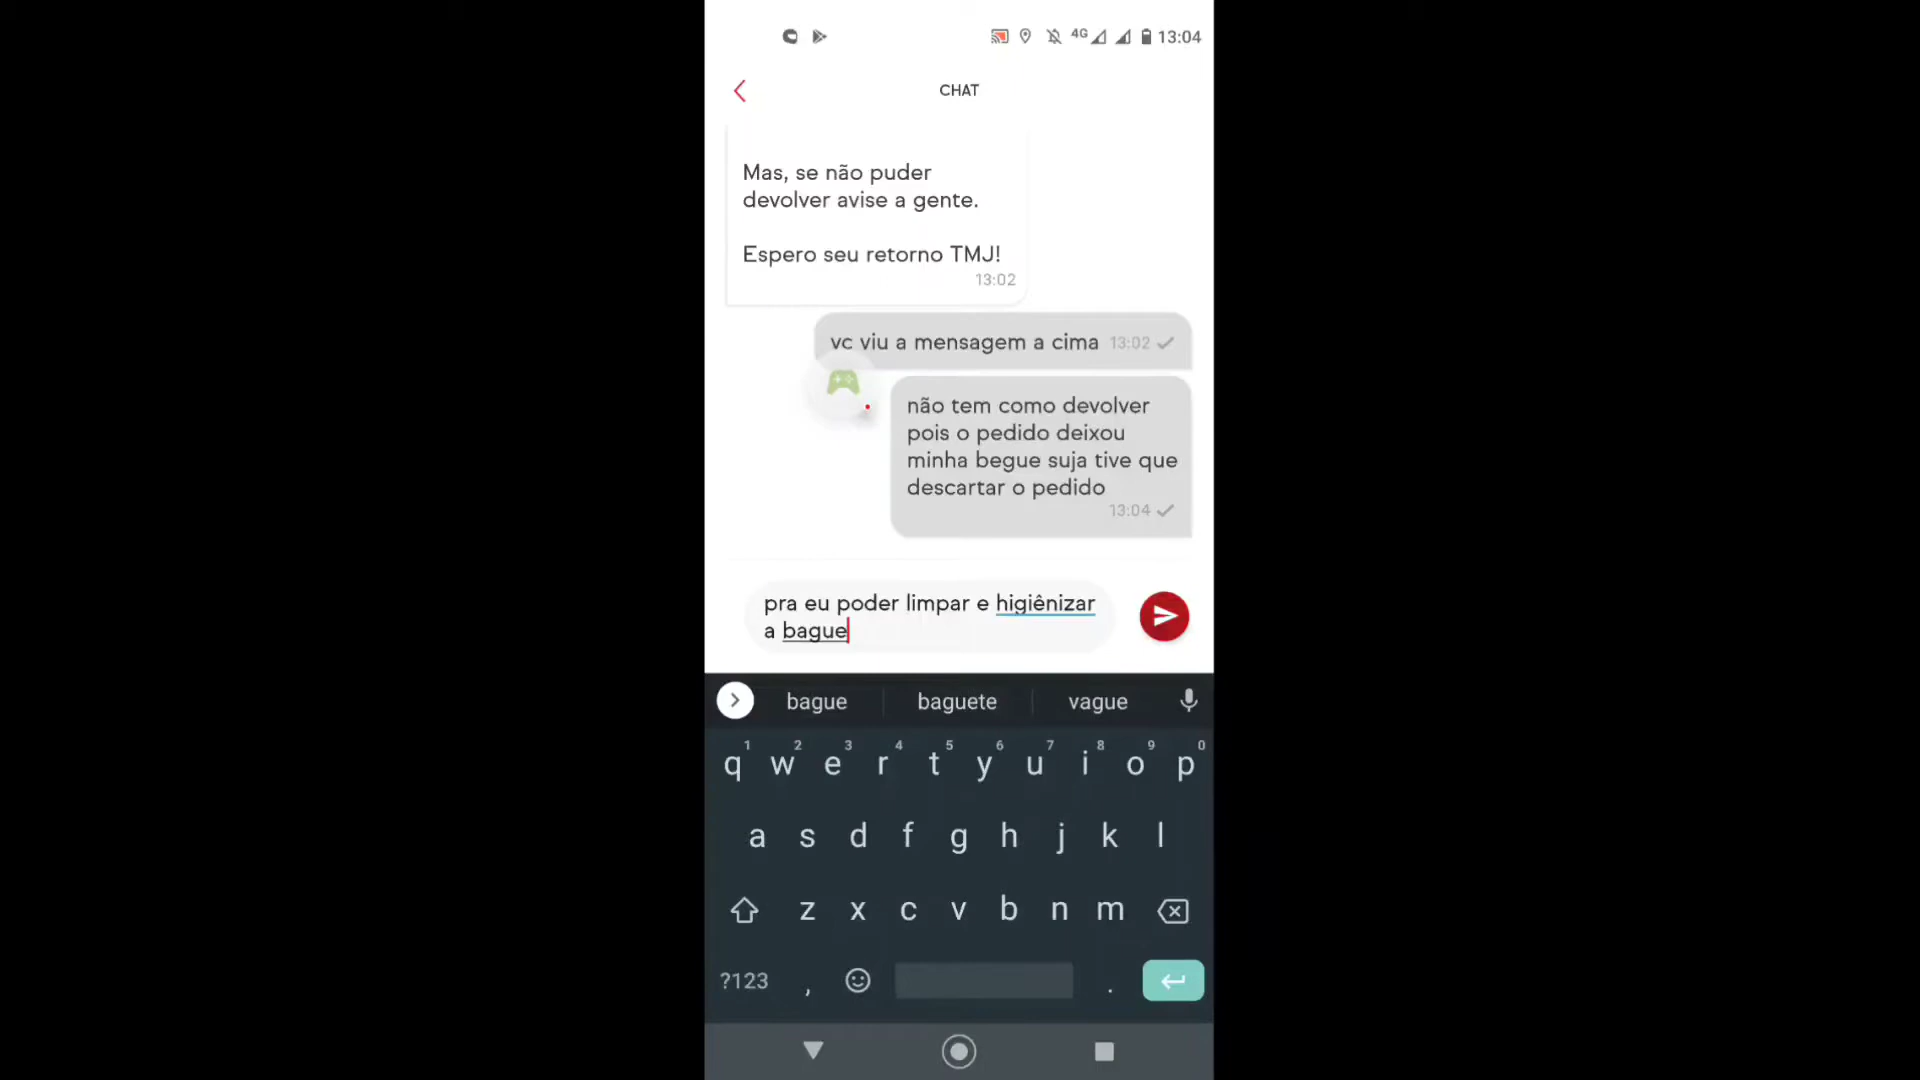 4G 13:04
CHAT
Mas, se não puder
devolver avise a gente.
Espero seu retorno TMJ!
13:02
vc viu a mensagem a cima 13:02
não tem como devolver
pois o pedido deixou
minha begue suja tive que
descartar o pedido
13:04
pra eu poder limpar e higiênizar
a bague
bague baguete vague
1 2 3 4 5 6 7 8 9 0
q w e r t y u i o p
a s d f g h j k l
z x c v b n m
?123 , .